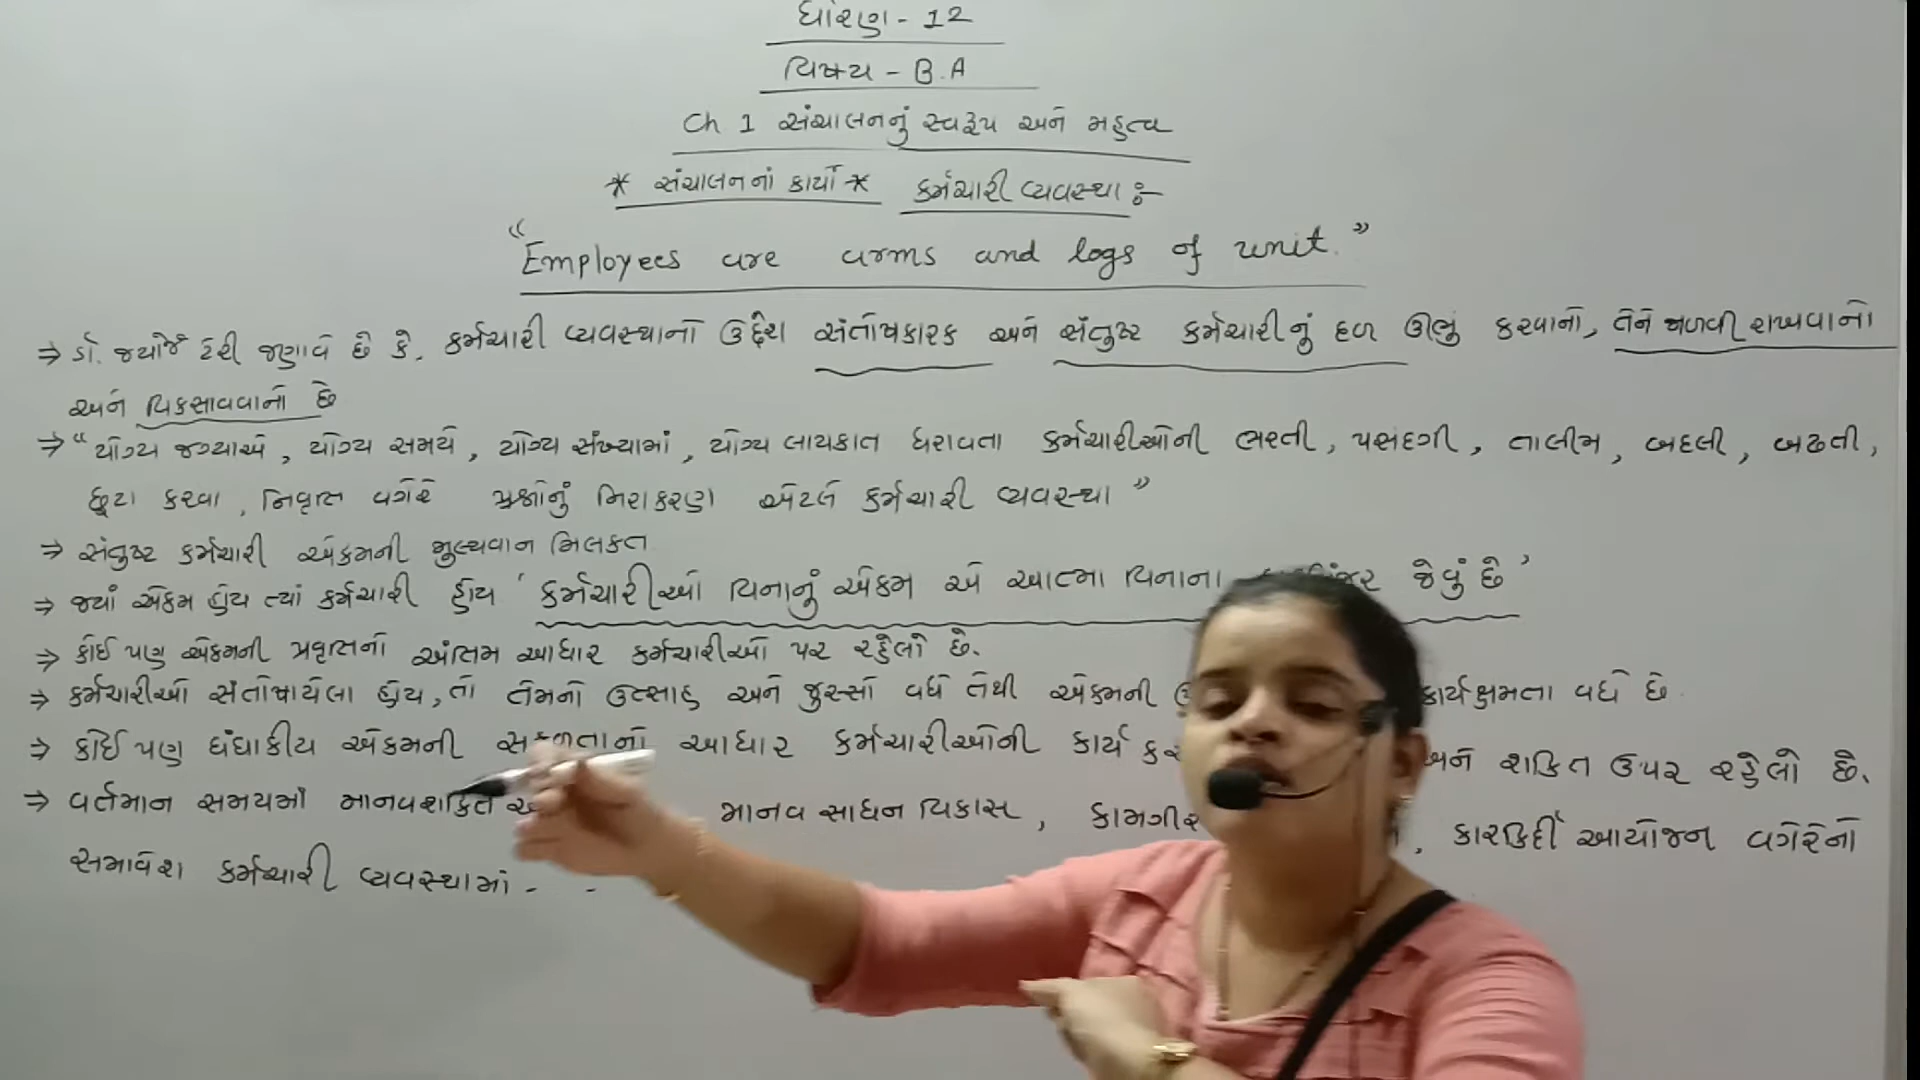 ધોરણ - 12
વિષય - B.A
Ch 1 સંચાલનનું સ્વરૂપ અને મહત્વ
* સંચાલનનાં કાર્યો * કર્મચારી વ્યવસ્થા :-
"Employees are arms and logs of unit."
⇒ ડૉ. જ્યોર્જ ટેરી જણાવે છે કે, કર્મચારી વ્યવસ્થાનો ઉદ્દેશ સંતોષકારક અને સંતુષ્ટ કર્મચારીનું દળ ઊભું કરવાનો, તેને જાળવી રાખવાનો
અને વિકસાવવાનો છે
⇒ "યોગ્ય જગ્યાએ, યોગ્ય સમયે, યોગ્ય સંખ્યામાં, યોગ્ય લાયકાત ધરાવતા કર્મચારીઓની ભરતી, પસંદગી, તાલીમ, બદલી, બઢતી,
છૂટા કરવા, નિવૃત્તિ વગેરે પ્રશ્નોનું નિરાકરણ એટલે કર્મચારી વ્યવસ્થા"
⇒ સંતુષ્ટ કર્મચારી એકમની મૂલ્યવાન મિલકત
⇒ જ્યાં એકમ હોય ત્યાં કર્મચારી હોય 'કર્મચારીઓ વિનાનું એકમ એ આત્મા વિનાના જેવું છે'
⇒ કોઈ પણ એકમની પ્રવૃત્તિનો અંતિમ આધાર કર્મચારીઓ પર રહેલો છે.
⇒ કર્મચારીઓ સંતોષાયેલા હોય, તો તેમનો ઉત્સાહ અને જુસ્સો વધે તેથી એકમની કાર્યક્ષમતા વધે છે.
⇒ કોઈ પણ ધંધાકીય એકમની સફળતાનો આધાર કર્મચારીઓની કાર્ય અને શક્તિ ઉપર રહેલો છે.
⇒ વર્તમાન સમયમાં માનવશક્તિ માનવ સાધન વિકાસ, , કારકિર્દી આયોજન વગેરેનો
સમાવેશ કર્મચારી વ્યવસ્થામાં - -